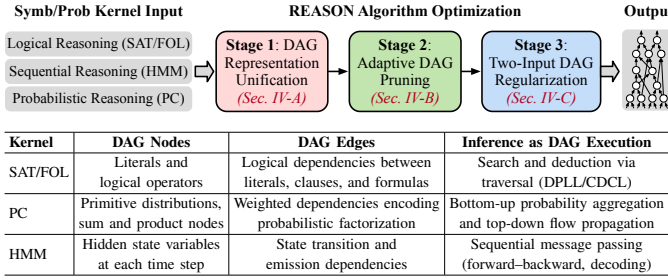 Symb/Prob Kernel Input
REASON Algorithm Optimization
Output
Logical Reasoning (SAT/FOL)
Sequential Reasoning (HMM)
Probabilistic Reasoning (PC)
Stage 1: DAG
Representation
Unification
(Sec. IV-A)
Stage 2:
Adaptive DAG
Pruning
(Sec. IV-B)
Stage 3:
Two-Input DAG
Regularization
(Sec. IV-C)
Kernel DAG Nodes DAG Edges Inference as DAG Execution
SAT/FOL
Literals and
logical operators
Logical dependencies between
literals, clauses, and formulas
Search and deduction via
traversal (DPLL/CDCL)
PC
Primitive distributions,
sum and product nodes
Weighted dependencies encoding
probabilistic factorization
Bottom-up probability aggregation
and top-down flow propagation
HMM
Hidden state variables
at each time step
State transition and
emission dependencies
Sequential message passing
(forward–backward, decoding)